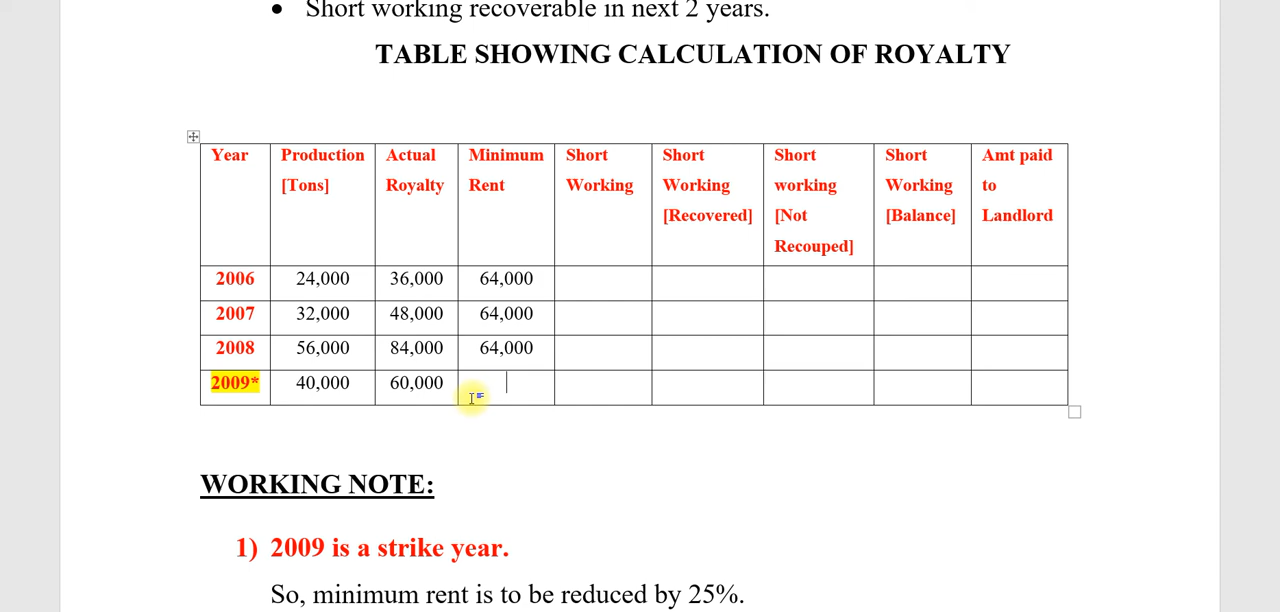 • Short working recoverable in next 2 years.
TABLE SHOWING CALCULATION OF ROYALTY
Year Production [Tons] Actual Royalty Minimum Rent Short Working Short Working [Recovered] Short working [Not Recouped] Short Working [Balance] Amt paid to Landlord
2006 24,000 36,000 64,000
2007 32,000 48,000 64,000
2008 56,000 84,000 64,000
2009* 40,000 60,000
WORKING NOTE:
1) 2009 is a strike year.
So, minimum rent is to be reduced by 25%.